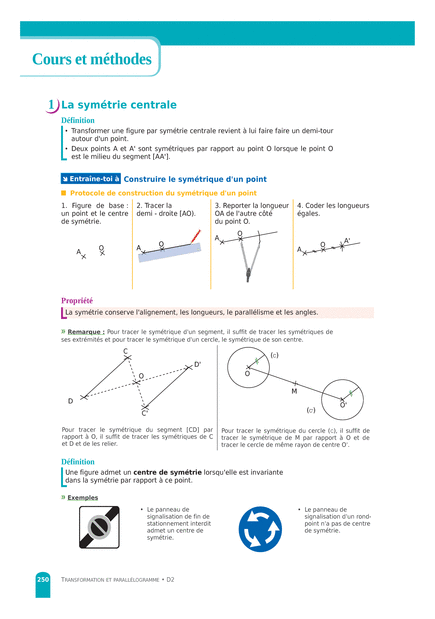 Cours et méthodes
1 La symétrie centrale
Définition
• Transformer une figure par symétrie centrale revient à lui faire faire un demi-tour
autour d'un point.
• Deux points A et A' sont symétriques par rapport au point O lorsque le point O
est le milieu du segment [AA'].
Entraîne-toi à Construire le symétrique d'un point
Protocole de construction du symétrique d'un point
1. Figure de base :
un point et le centre
de symétrie.
2. Tracer la
demi - droite [AO).
3. Reporter la longueur
OA de l'autre côté
du point O.
4. Coder les longueurs
égales.
A O
A O
A O
A O A'
Propriété
La symétrie conserve l'alignement, les longueurs, le parallélisme et les angles.
» Remarque : Pour tracer le symétrique d'un segment, il suffit de tracer les symétriques de
ses extrémités et pour tracer le symétrique d'un cercle, le symétrique de son centre.
C
D'
O
D
C'
(C)
O
M
O'
(C')
Pour tracer le symétrique du segment [CD] par
rapport à O, il suffit de tracer les symétriques de C
et D et de les relier.
Pour tracer le symétrique du cercle (C), il suffit de
tracer le symétrique de M par rapport à O et de
tracer le cercle de même rayon de centre O'.
Définition
Une figure admet un centre de symétrie lorsqu'elle est invariante
dans la symétrie par rapport à ce point.
» Exemples
• Le panneau de
signalisation de fin de
stationnement interdit
admet un centre de
symétrie.
• Le panneau de
signalisation d'un rond-
point n'a pas de centre
de symétrie.
250 TRANSFORMATION ET PARALLÉLOGRAMME • D2